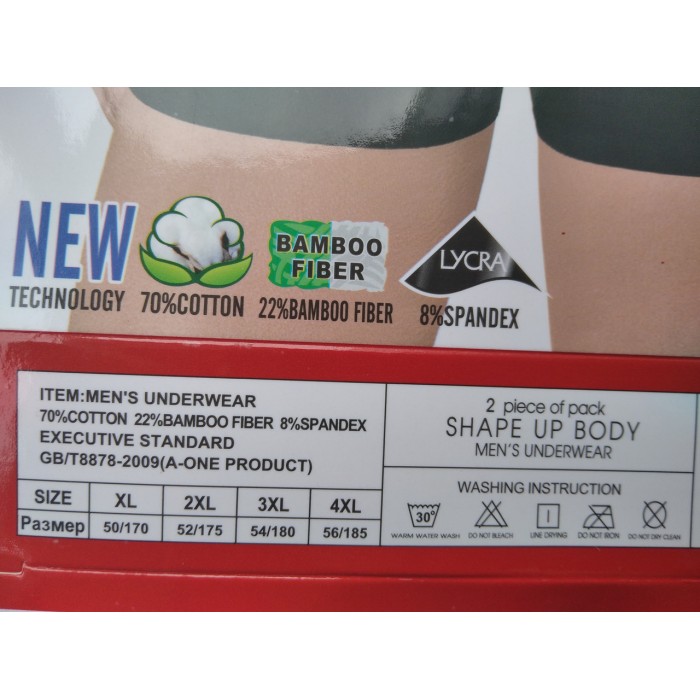 NEW
TECHNOLOGY
70%COTTON
BAMBOO
FIBER
22%BAMBOO FIBER
LYCRA
8%SPANDEX
ITEM:MEN'S UNDERWEAR
70%COTTON 22%BAMBOO FIBER 8%SPANDEX
EXECUTIVE STANDARD
GB/T8878-2009(A-ONE PRODUCT)
SIZE XL 2XL 3XL 4XL
Размер 50/170 52/175 54/180 56/185
2 piece of pack
SHAPE UP BODY
MEN'S UNDERWEAR
WASHING INSTRUCTION
30°
WARM WATER WASH DO NOT BLEACH LINE DRYING DO NOT IRON DO NOT DRY CLEAN